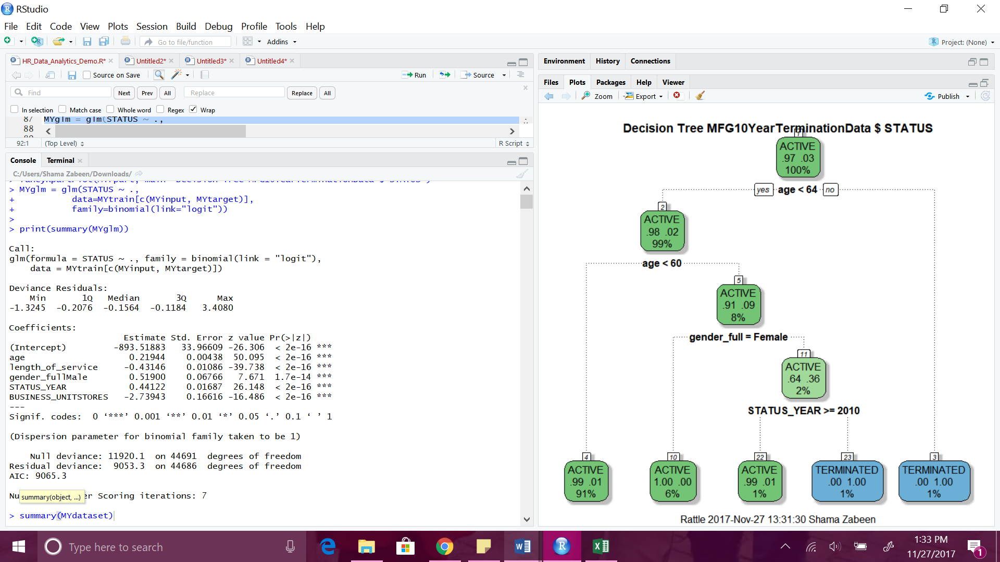 RStudio
File Edit Code View Plots Session Build Debug Profile Tools Help
Go to file/function Addins Project: (None)
HR_Data_Analytics_Demo.R* Untitled2* Untitled3* Untitled4*
Source on Save Run Source
Find Next Prev All Replace Replace All
In selection Match case Whole word Regex Wrap
87 MYglm = glm(STATUS ~ .,
88
92:1 (Top Level) R Script
Console Terminal
C:/Users/Shama Zabeen/Downloads/
> MYglm = glm(STATUS ~ .,
+ data=MYtrain[c(MYinput, MYtarget)],
+ family=binomial(link="logit"))
>
> print(summary(MYglm))
Call:
glm(formula = STATUS ~ ., family = binomial(link = "logit"),
data = MYtrain[c(MYinput, MYtarget)])
Deviance Residuals:
Min 1Q Median 3Q Max
-1.3245 -0.2076 -0.1564 -0.1184 3.4080
Coefficients:
Estimate Std. Error z value Pr(>|z|)
(Intercept) -893.51883 33.96609 -26.306 < 2e-16 ***
age 0.21944 0.00438 50.095 < 2e-16 ***
length_of_service -0.43146 0.01086 -39.738 < 2e-16 ***
gender_fullMale 0.51900 0.06766 7.671 1.7e-14 ***
STATUS_YEAR 0.44122 0.01687 26.148 < 2e-16 ***
BUSINESS_UNITSTORES -2.73943 0.16616 -16.486 < 2e-16 ***
---
Signif. codes: 0 ‘***’ 0.001 ‘**’ 0.01 ‘*’ 0.05 ‘.’ 0.1 ‘ ’ 1
(Dispersion parameter for binomial family taken to be 1)
Null deviance: 11920.1 on 44691 degrees of freedom
Residual deviance: 9053.3 on 44686 degrees of freedom
AIC: 9065.3
Nu summary(object, ...) er Scoring iterations: 7
> summary(MYdataset)
Environment History Connections
Files Plots Packages Help Viewer
Zoom Export Publish
Decision Tree MFG10YearTerminationData $ STATUS
1
ACTIVE
.97 .03
100%
yes age < 64 no
2
ACTIVE
.98 .02
99%
age < 60
5
ACTIVE
.91 .09
8%
gender_full = Female
11
ACTIVE
.64 .36
2%
STATUS_YEAR >= 2010
4 10 22 23 3
ACTIVE ACTIVE ACTIVE TERMINATED TERMINATED
.99 .01 1.00 .00 .99 .01 .00 1.00 .00 1.00
91% 6% 1% 1% 1%
Rattle 2017-Nov-27 13:31:30 Shama Zabeen
Type here to search
1:33 PM
11/27/2017
1